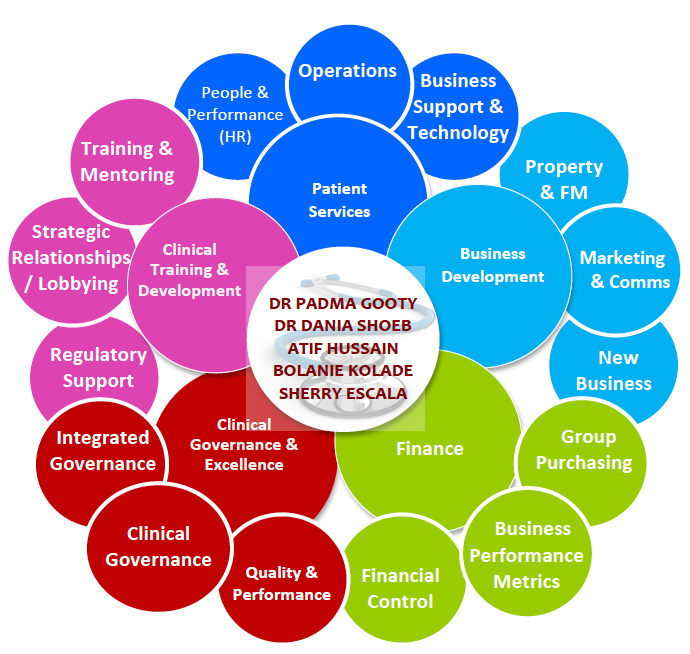 Operations
People &
Performance
(HR)
Business
Support &
Technology
Patient
Services
Training &
Mentoring
Strategic
Relationships
/ Lobbying
Regulatory
Support
Clinical
Training &
Development
Property
& FM
Marketing
& Comms
New
Business
Business
Development
DR PADMA GOOTY
DR DANIA SHOEB
ATIF HUSSAIN
BOLANIE KOLADE
SHERRY ESCALA
Clinical
Governance &
Excellence
Integrated
Governance
Clinical
Governance
Quality &
Performance
Finance
Group
Purchasing
Business
Performance
Metrics
Financial
Control